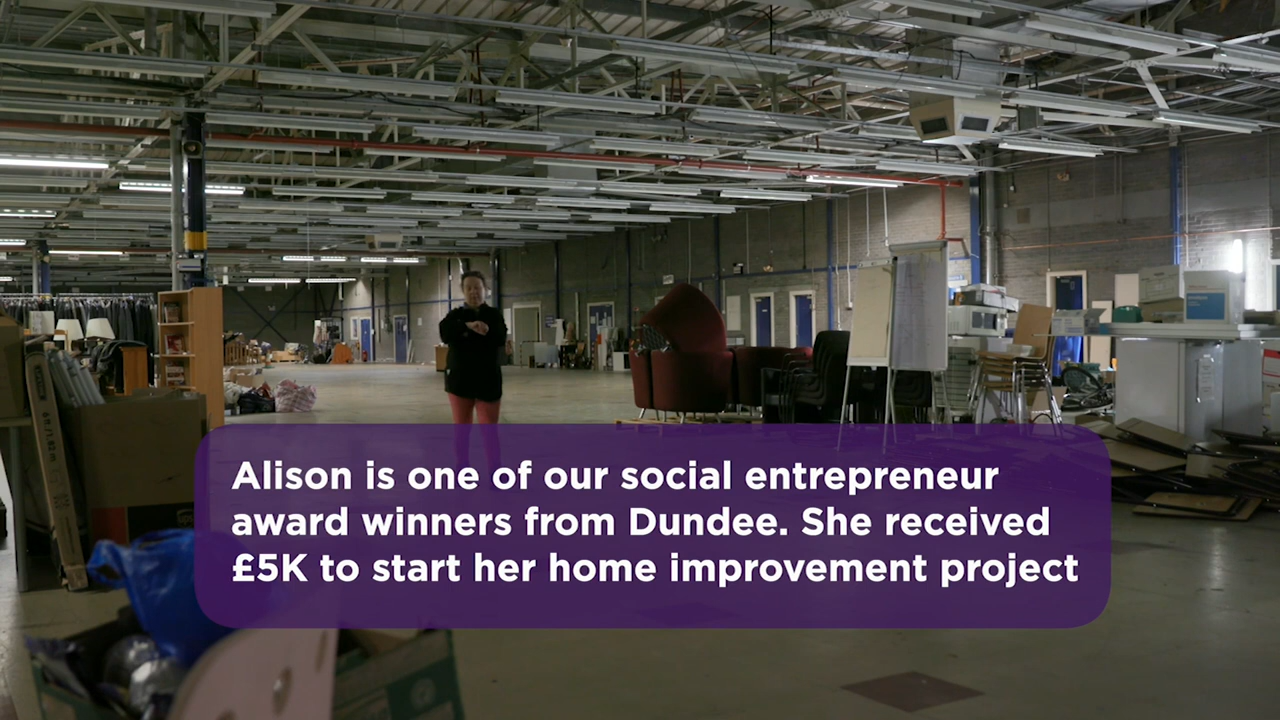 Alison is one of our social entrepreneur
award winners from Dundee. She received
£5K to start her home improvement project